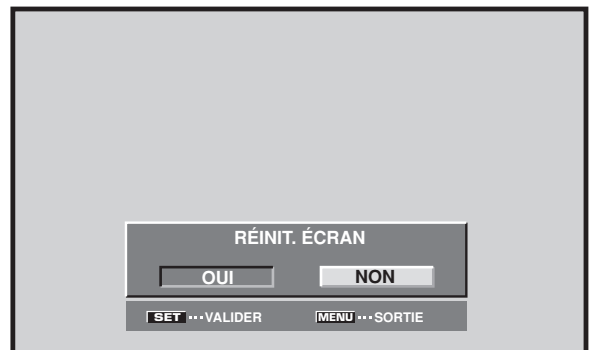 RÉINIT. ÉCRAN
OUI NON
SET ···VALIDER MENU ···SORTIE